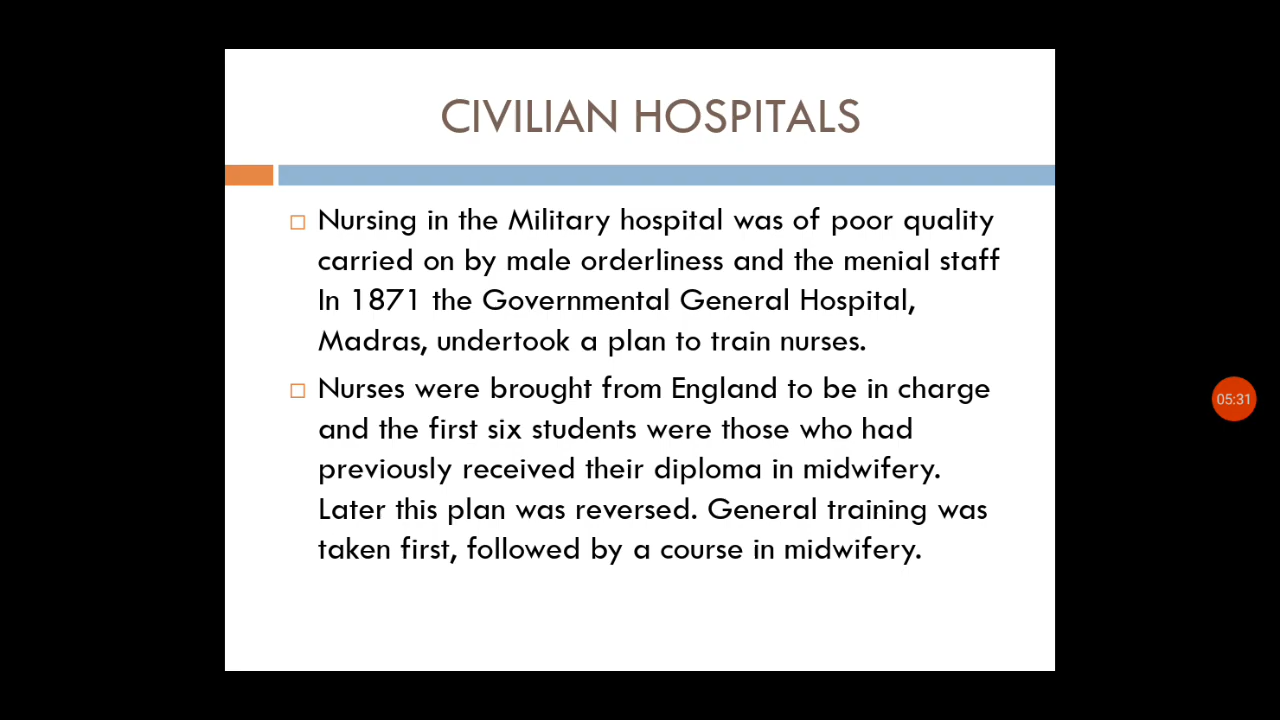 CIVILIAN HOSPITALS
Nursing in the Military hospital was of poor quality
carried on by male orderliness and the menial staff
In 1871 the Governmental General Hospital,
Madras, undertook a plan to train nurses.
Nurses were brought from England to be in charge
and the first six students were those who had
previously received their diploma in midwifery.
Later this plan was reversed. General training was
taken first, followed by a course in midwifery.
05:31